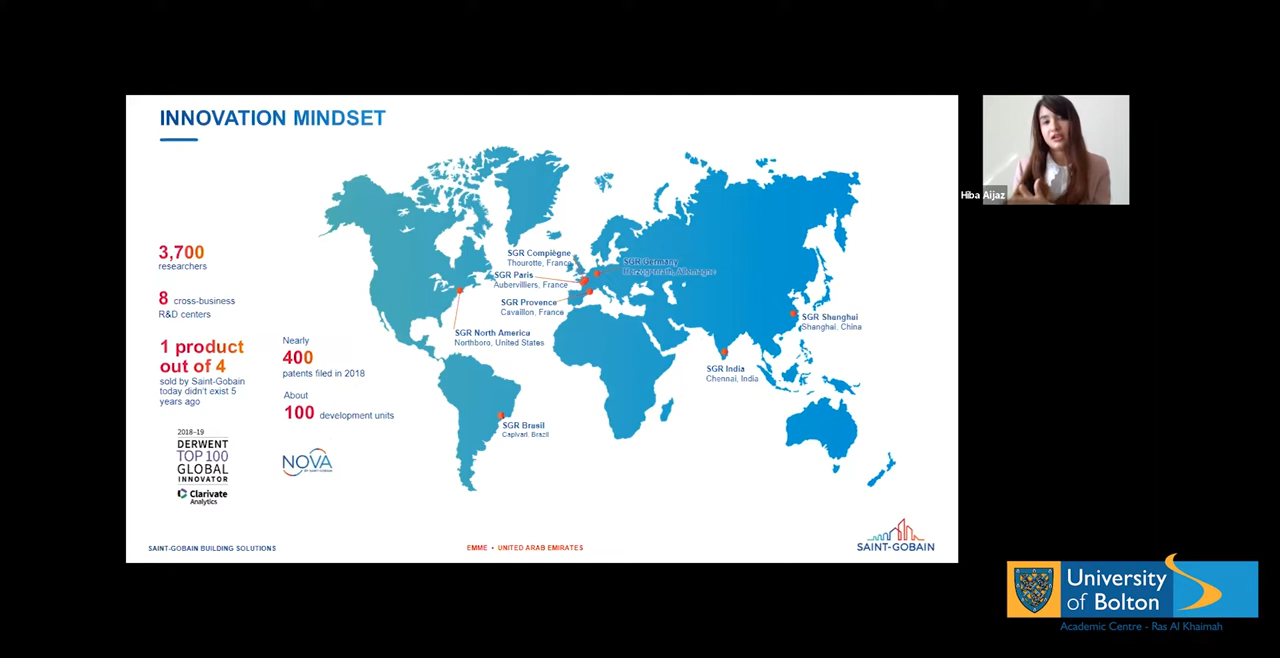 INNOVATION MINDSET
3,700
researchers
8 cross-business
R&D centers
1 product
out of 4
sold by Saint-Gobain
today didn't exist 5
years ago
Nearly
400
patents filed in 2018
About
100 development units
2018-19
DERWENT
TOP 100
GLOBAL
INNOVATOR
Clarivate
Analytics
NOVA
BY SAINT-GOBAIN
SGR Compiègne
Thourotte, France
SGR Germany
Herzogenrath, Allemagne
SGR Paris
Aubervilliers, France
SGR Provence
Cavaillon, France
SGR North America
Northboro, United States
SGR Shanghai
Shanghai, China
SGR India
Chennai, India
SGR Brasil
Capivari, Brazil
SAINT-GOBAIN BUILDING SOLUTIONS
EMME • UNITED ARAB EMIRATES
SAINT-GOBAIN
Hiba Aijaz
University
of Bolton
Academic Centre - Ras Al Khaimah